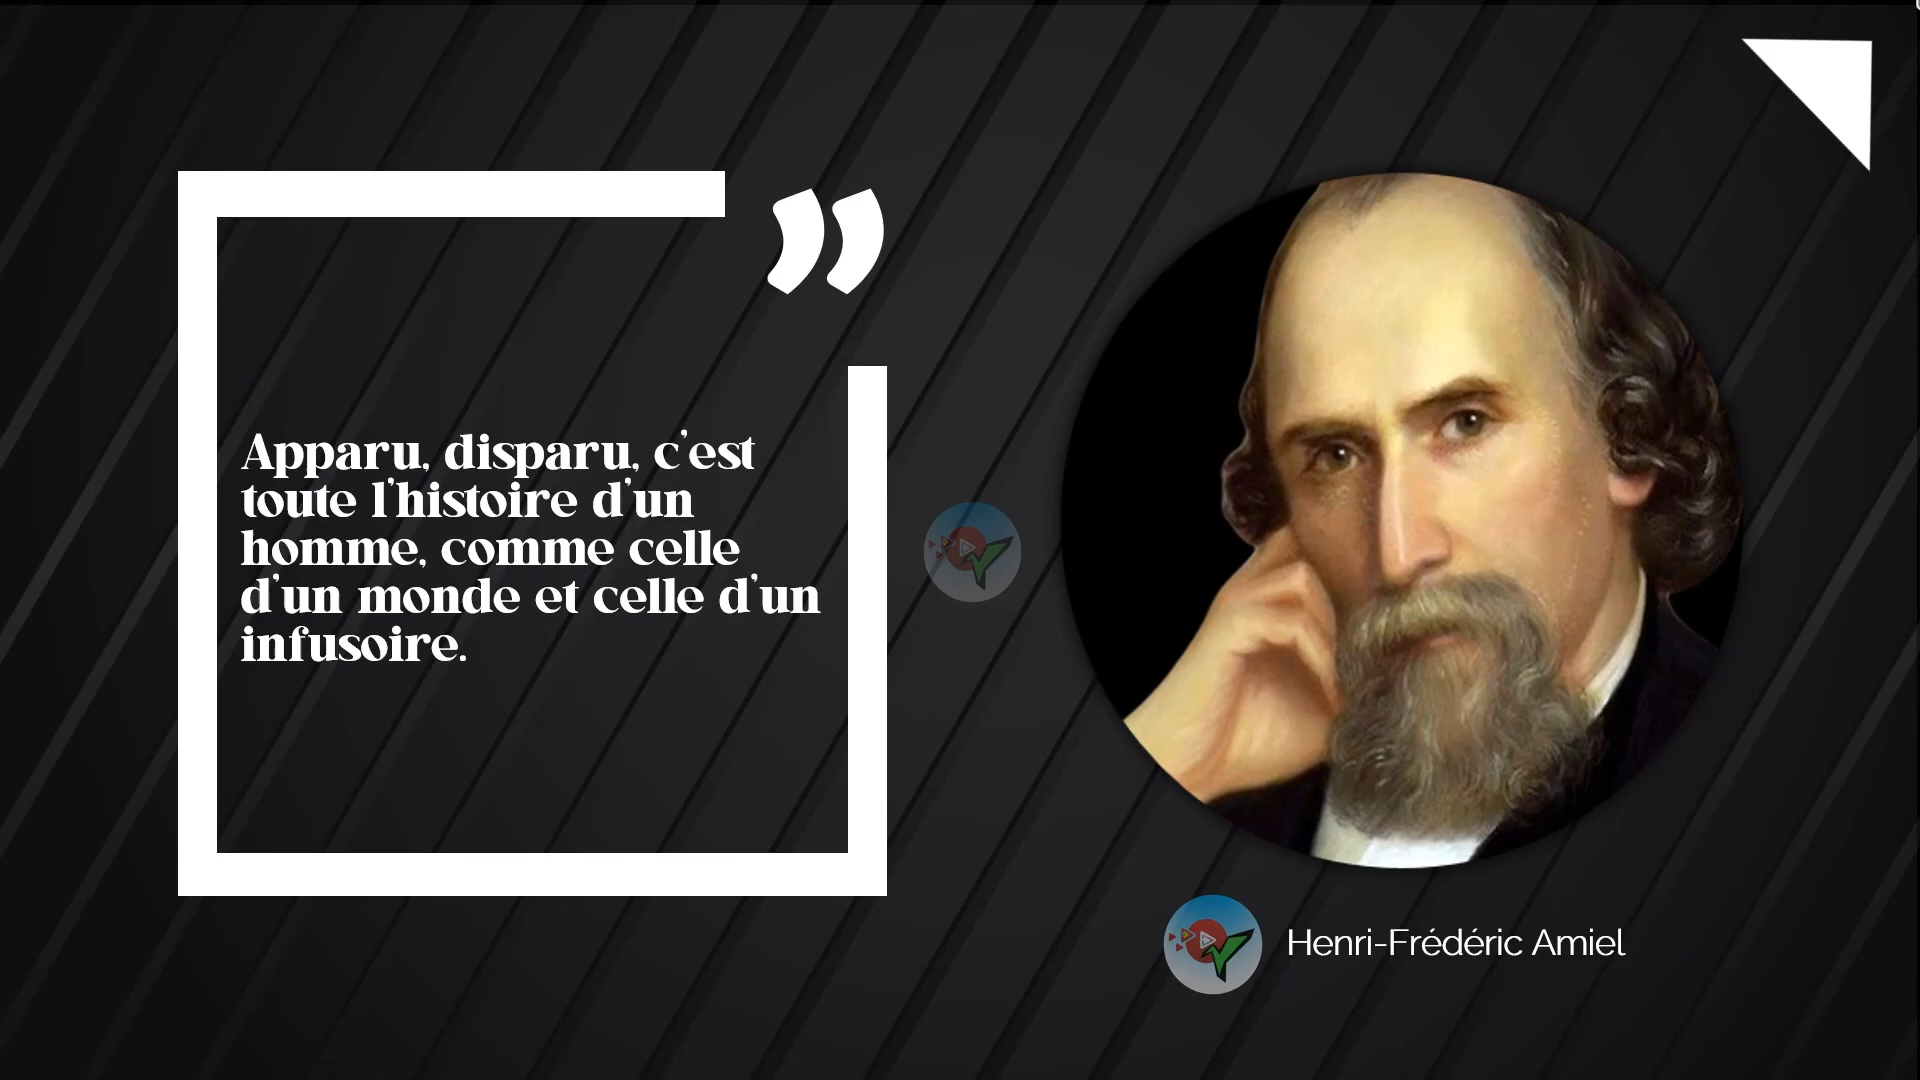 ”
Apparu, disparu, c'est
toute l'histoire d'un
homme, comme celle
d'un monde et celle d'un
infusoire.
Henri-Frédéric Amiel